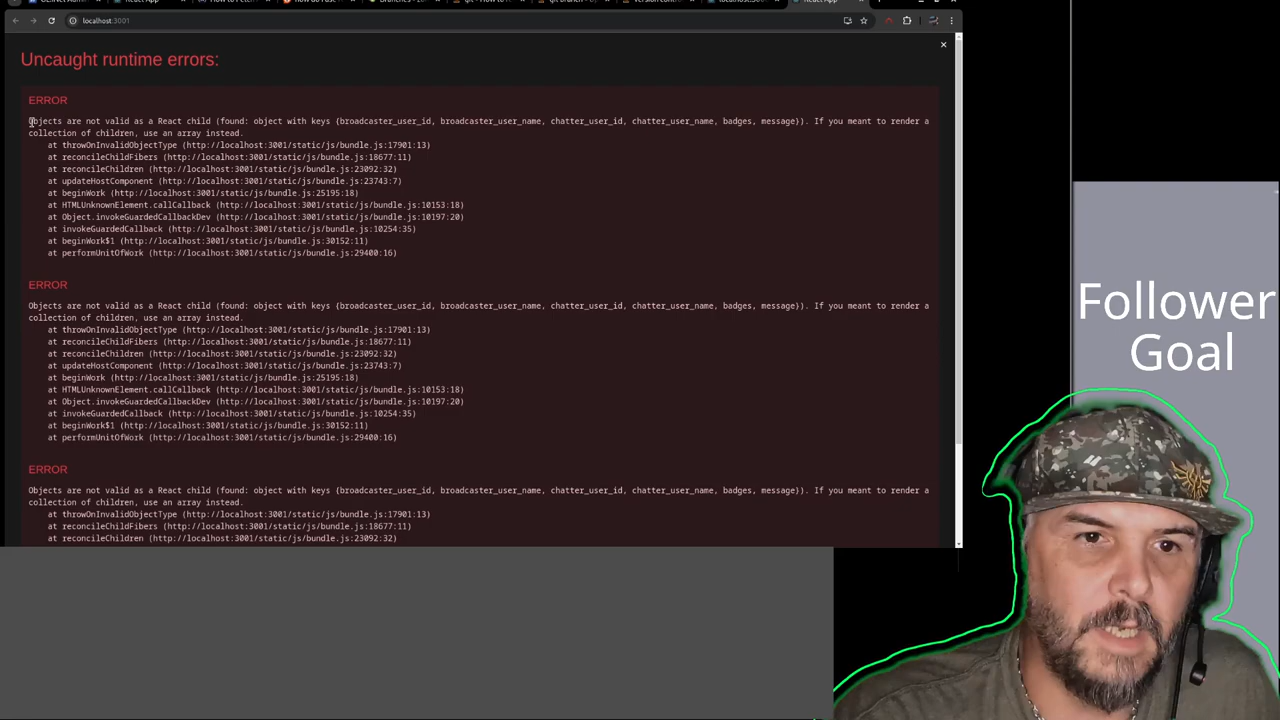 localhost:3001
Uncaught runtime errors:
×
ERROR
Objects are not valid as a React child (found: object with keys {broadcaster_user_id, broadcaster_user_name, chatter_user_id, chatter_user_name, badges, message}). If you meant to render a
collection of children, use an array instead.
at throwOnInvalidObjectType (http://localhost:3001/static/js/bundle.js:17901:13)
at reconcileChildFibers (http://localhost:3001/static/js/bundle.js:18677:11)
at reconcileChildren (http://localhost:3001/static/js/bundle.js:23092:32)
at updateHostComponent (http://localhost:3001/static/js/bundle.js:23743:7)
at beginWork (http://localhost:3001/static/js/bundle.js:25195:18)
at HTMLUnknownElement.callCallback (http://localhost:3001/static/js/bundle.js:10153:18)
at Object.invokeGuardedCallbackDev (http://localhost:3001/static/js/bundle.js:10197:20)
at invokeGuardedCallback (http://localhost:3001/static/js/bundle.js:10254:35)
at beginWork$1 (http://localhost:3001/static/js/bundle.js:30152:11)
at performUnitOfWork (http://localhost:3001/static/js/bundle.js:29400:16)
ERROR
Objects are not valid as a React child (found: object with keys {broadcaster_user_id, broadcaster_user_name, chatter_user_id, chatter_user_name, badges, message}). If you meant to render a
collection of children, use an array instead.
at throwOnInvalidObjectType (http://localhost:3001/static/js/bundle.js:17901:13)
at reconcileChildFibers (http://localhost:3001/static/js/bundle.js:18677:11)
at reconcileChildren (http://localhost:3001/static/js/bundle.js:23092:32)
at updateHostComponent (http://localhost:3001/static/js/bundle.js:23743:7)
at beginWork (http://localhost:3001/static/js/bundle.js:25195:18)
at HTMLUnknownElement.callCallback (http://localhost:3001/static/js/bundle.js:10153:18)
at Object.invokeGuardedCallbackDev (http://localhost:3001/static/js/bundle.js:10197:20)
at invokeGuardedCallback (http://localhost:3001/static/js/bundle.js:10254:35)
at beginWork$1 (http://localhost:3001/static/js/bundle.js:30152:11)
at performUnitOfWork (http://localhost:3001/static/js/bundle.js:29400:16)
ERROR
Objects are not valid as a React child (found: object with keys {broadcaster_user_id, broadcaster_user_name, chatter_user_id, chatter_user_name, badges, message}). If you meant to render a
collection of children, use an array instead.
at throwOnInvalidObjectType (http://localhost:3001/static/js/bundle.js:17901:13)
at reconcileChildFibers (http://localhost:3001/static/js/bundle.js:18677:11)
at reconcileChildren (http://localhost:3001/static/js/bundle.js:23092:32)
Follower
Goal